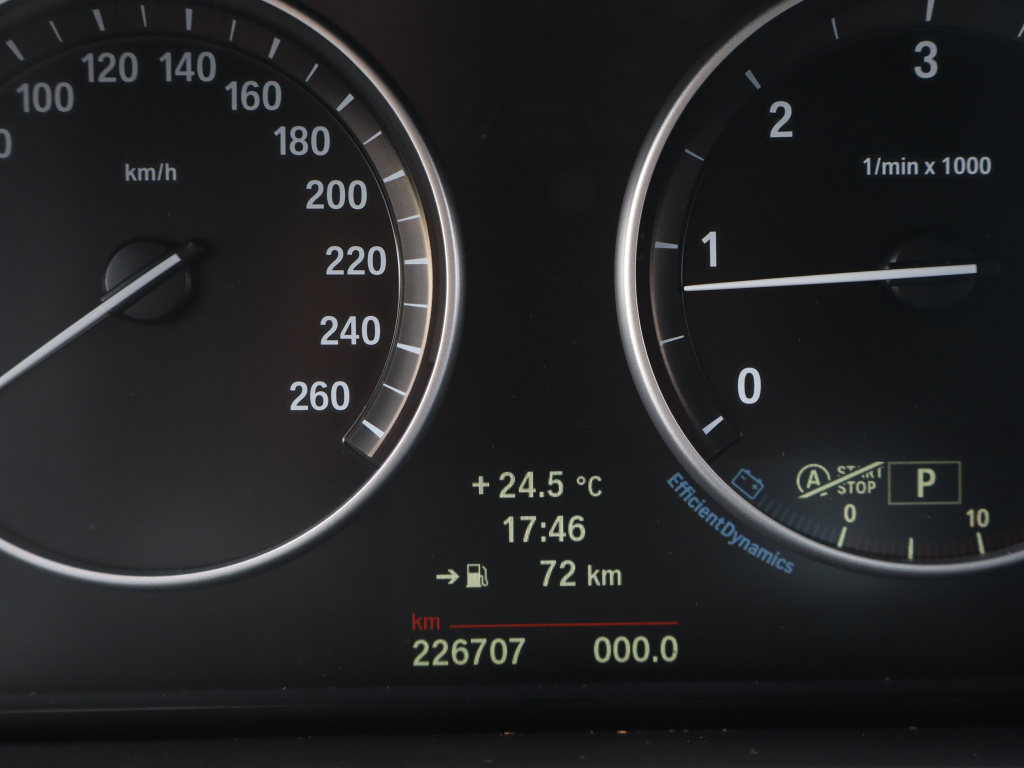 100
120
140
160
180
200
220
240
260
km/h
0
1
2
3
1/min x 1000
A
START
STOP
P
0
10
EfficientDynamics
+ 24.5 °C
17:46
➔ 72 km
km
226707 000.0